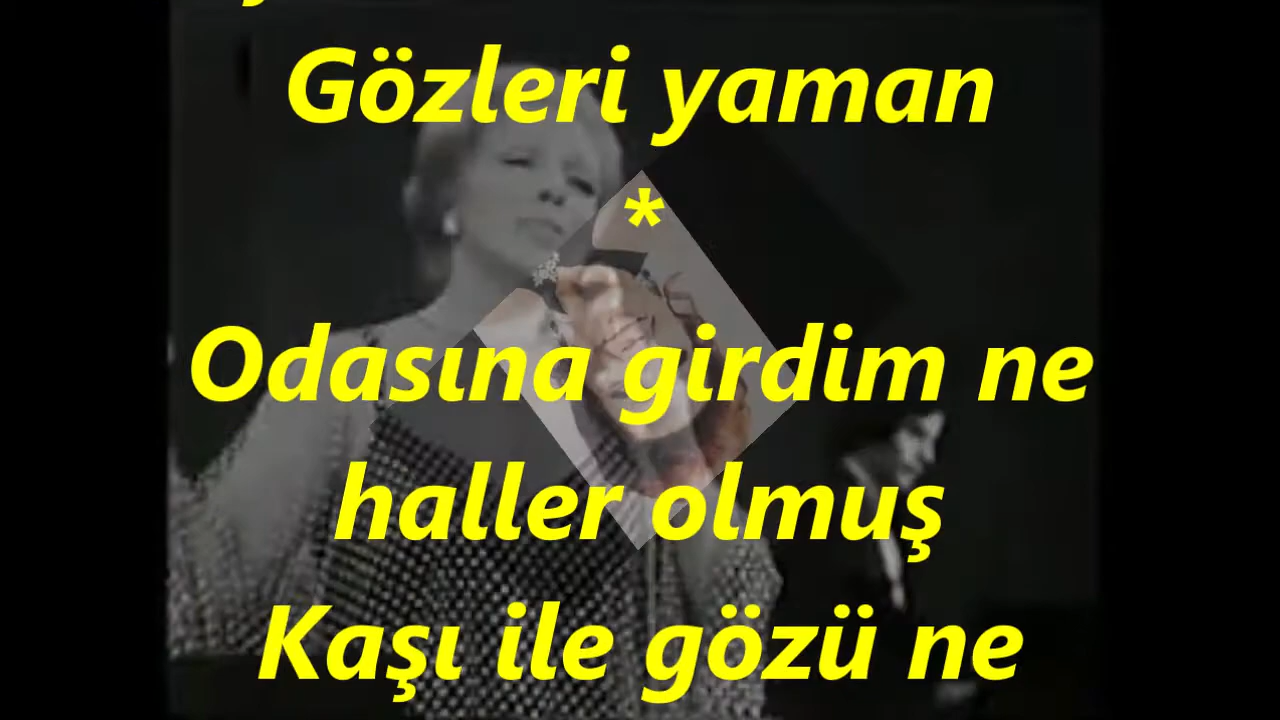 Gözleri yaman
*
Odasına girdim ne
haller olmuş
Kaşı ile gözü ne